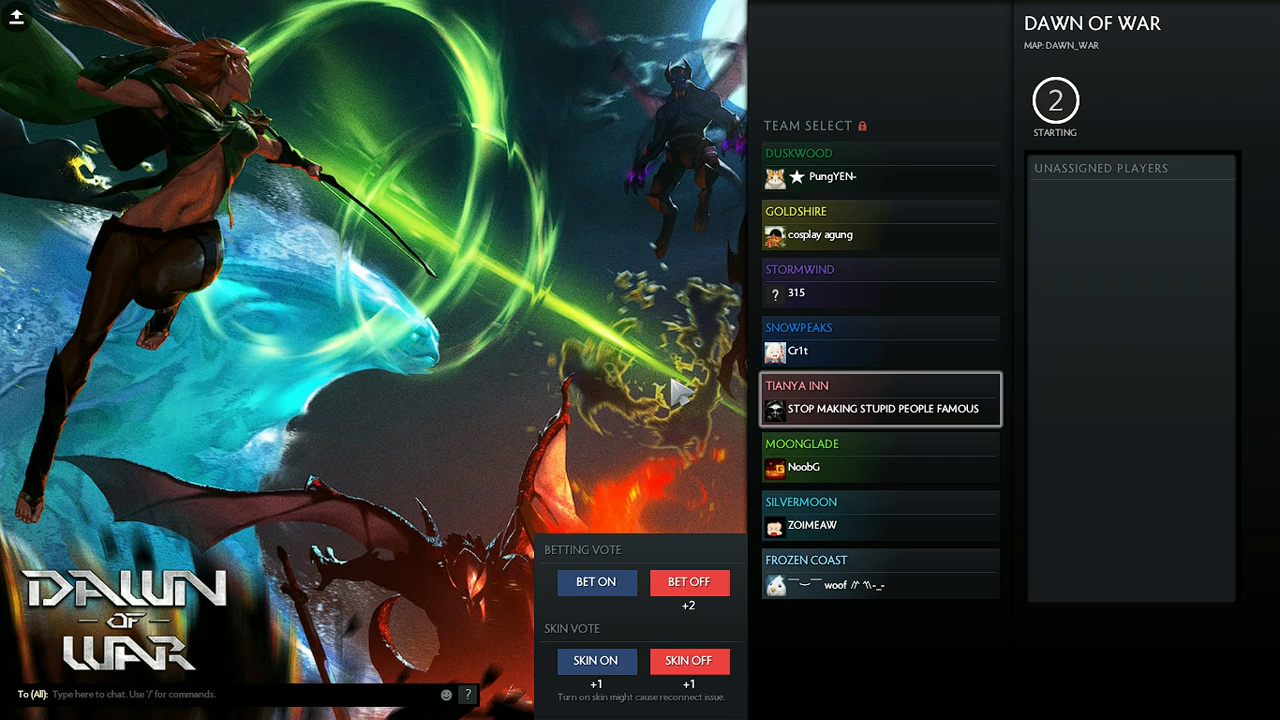 DAWN OF WAR
MAP: DAWN_WAR
2
STARTING
TEAM SELECT
DUSKWOOD
PungYEN-
GOLDSHIRE
cosplay agung
STORMWIND
?
315
SNOWPEAKS
Cr1t
TIANYA INN
STOP MAKING STUPID PEOPLE FAMOUS
MOONGLADE
G NoobG
SILVERMOON
ZOIMEAW
FROZEN COAST
woof
UNASSIGNED PLAYERS
BETTING VOTE
BET ON
BET OFF
+2
SKIN VOTE
SKIN ON
SKIN OFF
+1
+1
Turn on skin might cause reconnect issue.
DAWN
OF
WAR
To (All): Type here to chat. Use '/' for commands.
?